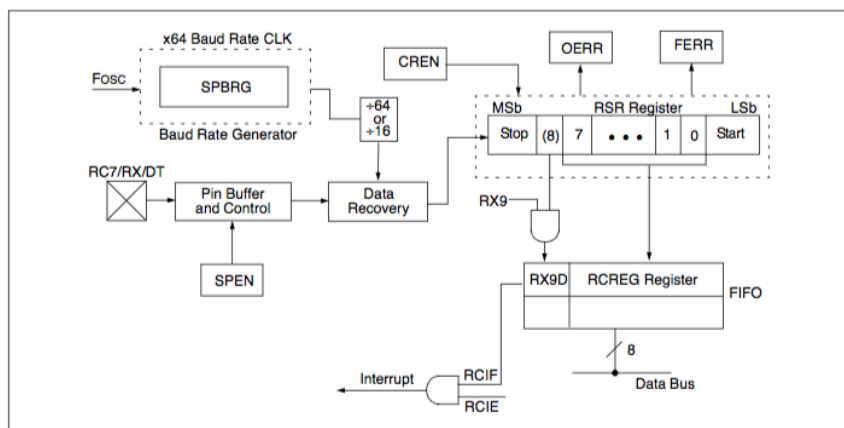 x64 Baud Rate CLK
Fosc
SPBRG
Baud Rate Generator
÷64
or
÷16
CREN
OERR
FERR
MSb
RSR Register
LSb
Stop
(8)
7
• • •
1
0
Start
RC7/RX/DT
Pin Buffer
and Control
Data
Recovery
SPEN
RX9
RX9D
RCREG Register
FIFO
8
Data Bus
Interrupt
RCIF
RCIE